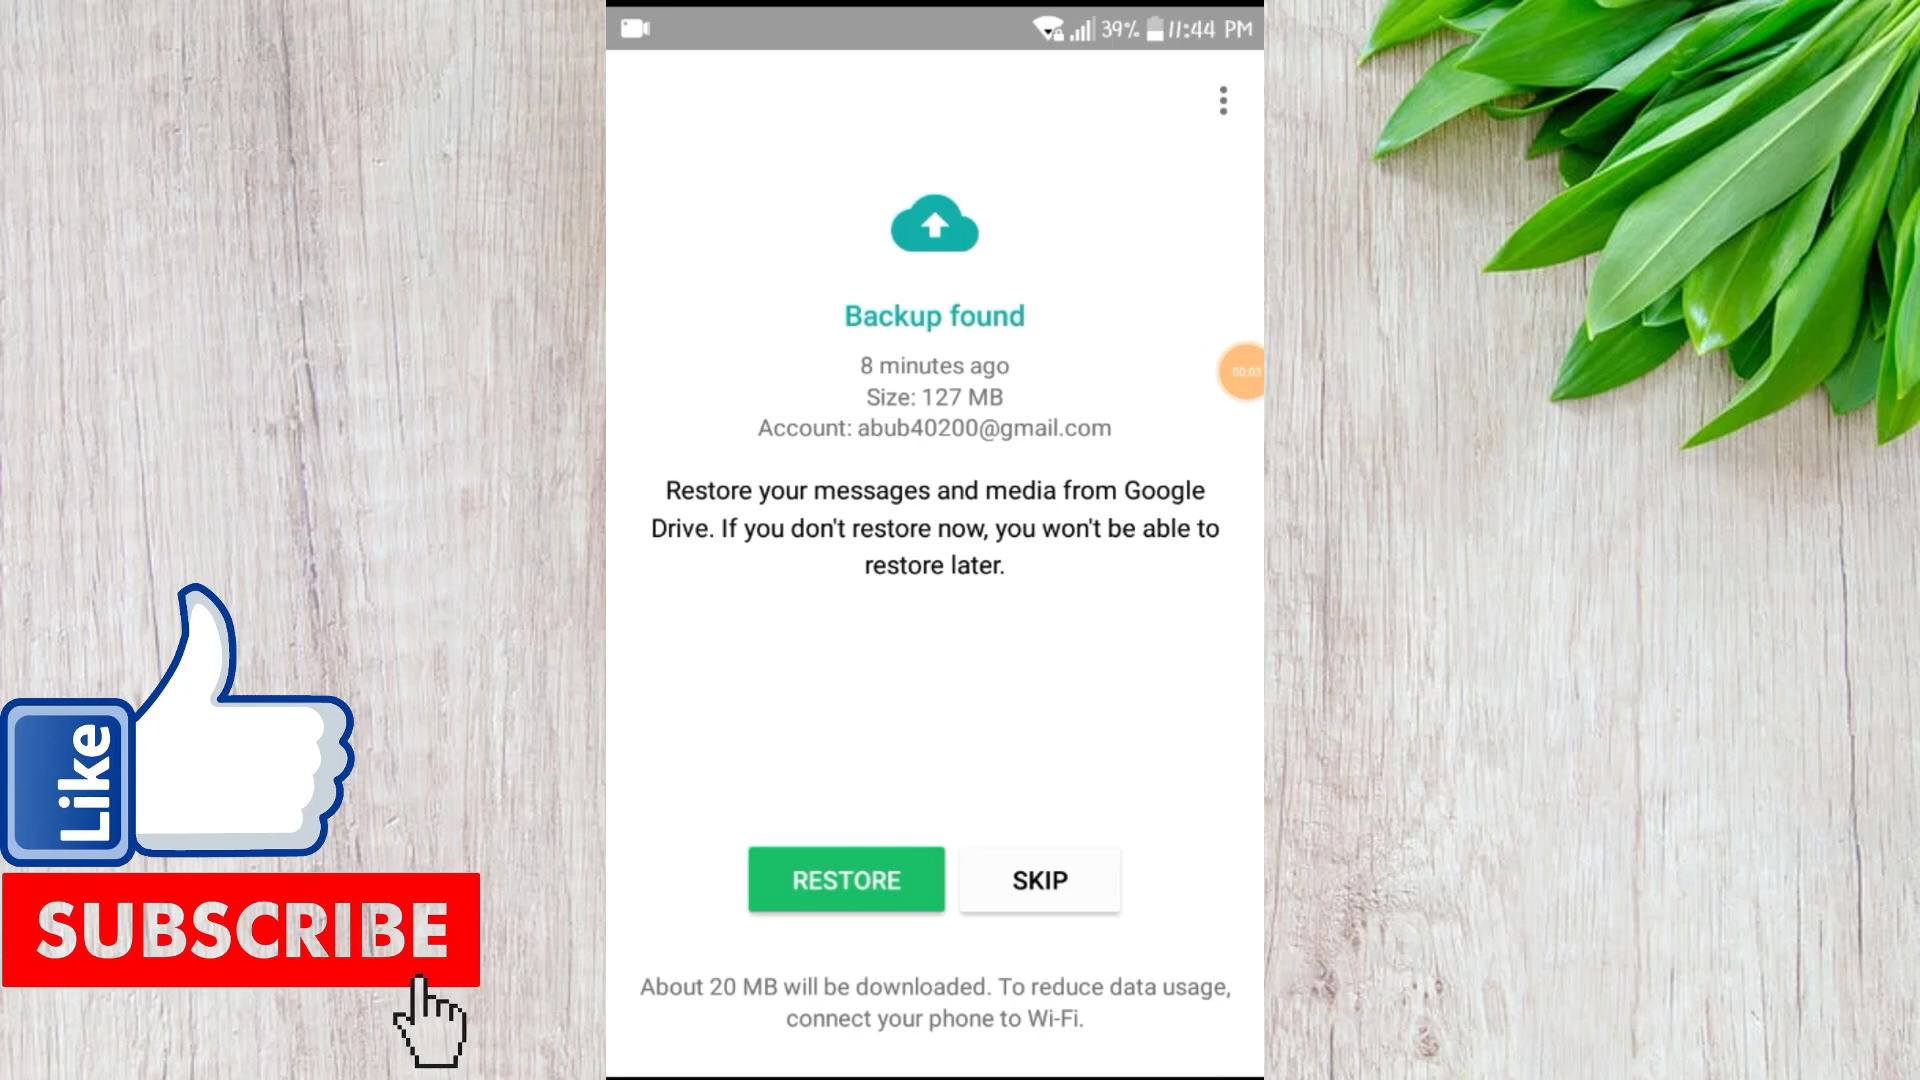 39% 11:44 PM
Backup found
8 minutes ago
Size: 127 MB
Account: abub40200@gmail.com
00:03
Restore your messages and media from Google
Drive. If you don't restore now, you won't be able to
restore later.
Like
RESTORE SKIP
SUBSCRIBE
About 20 MB will be downloaded. To reduce data usage,
connect your phone to Wi-Fi.